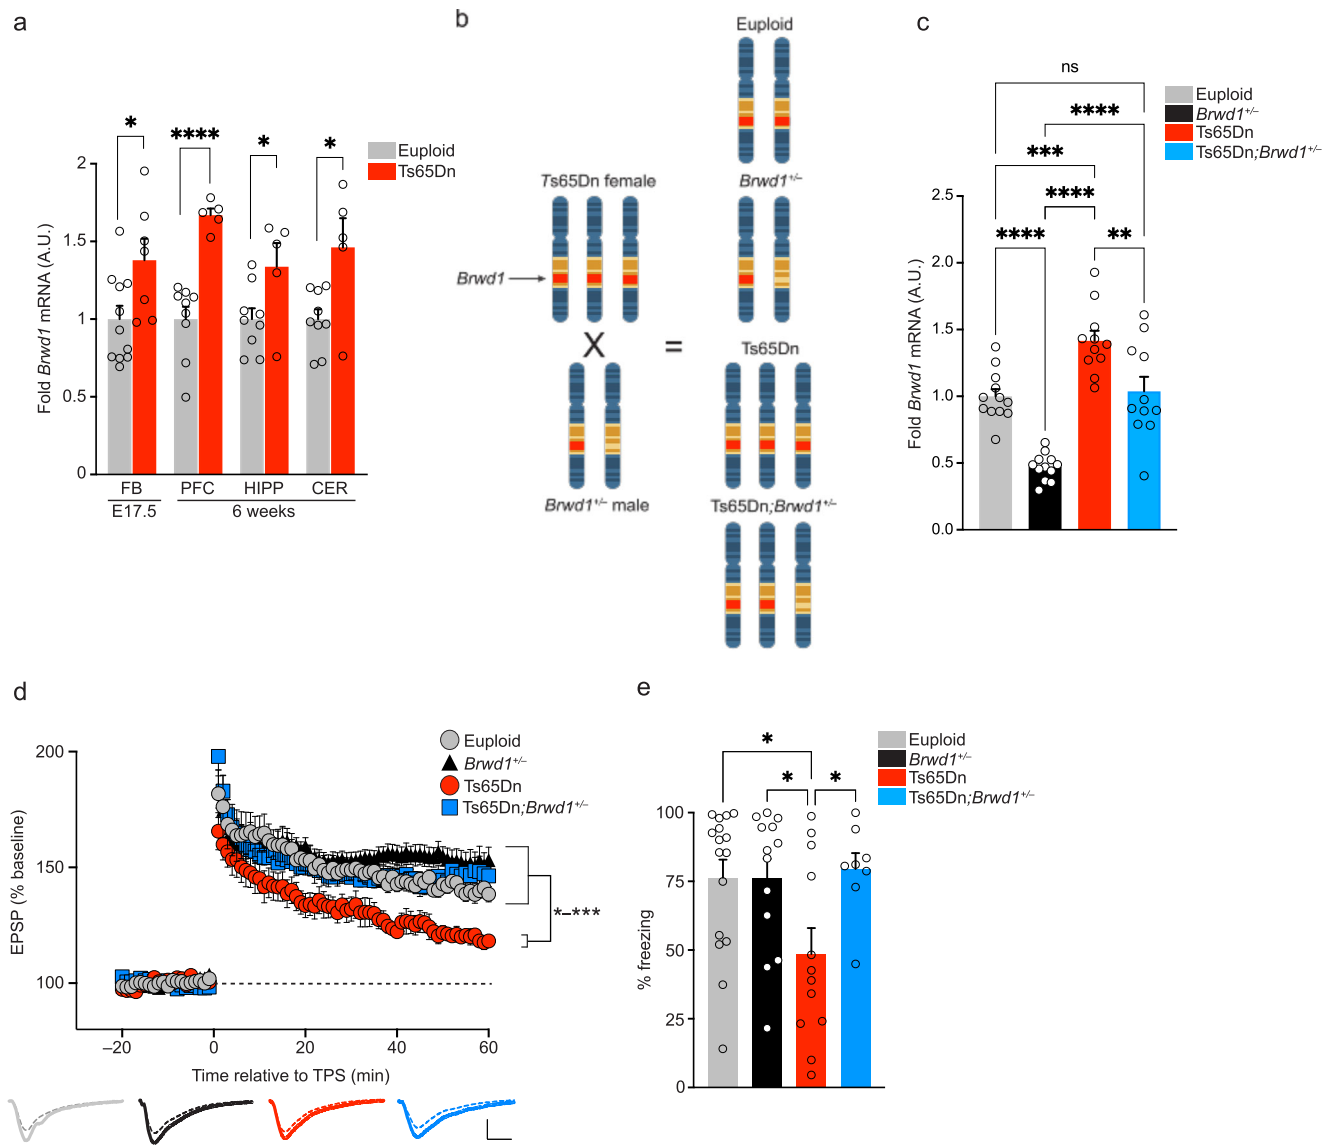 a
*
****
*
*
Euploid
Ts65Dn
2
1.5
1
0.5
0
Fold Brwd1 mRNA (A.U.)
FB
PFC
HIPP
CER
E17.5
6 weeks
b
Euploid
Ts65Dn female
Brwd1+/–
Brwd1
X
=
Ts65Dn
Brwd1+/– male
Ts65Dn;Brwd1+/–
c
ns
****
***
****
****
**
Euploid
Brwd1+/–
Ts65Dn
Ts65Dn;Brwd1+/–
2.5
2.0
1.5
1.0
0.5
0.0
Fold Brwd1 mRNA (A.U.)
d
200
150
100
EPSP (% baseline)
Euploid
Brwd1+/–
Ts65Dn
Ts65Dn;Brwd1+/–
*–***
–20
0
20
40
60
Time relative to TPS (min)
e
*
*
*
Euploid
Brwd1+/–
Ts65Dn
Ts65Dn;Brwd1+/–
100
75
50
25
0
% freezing